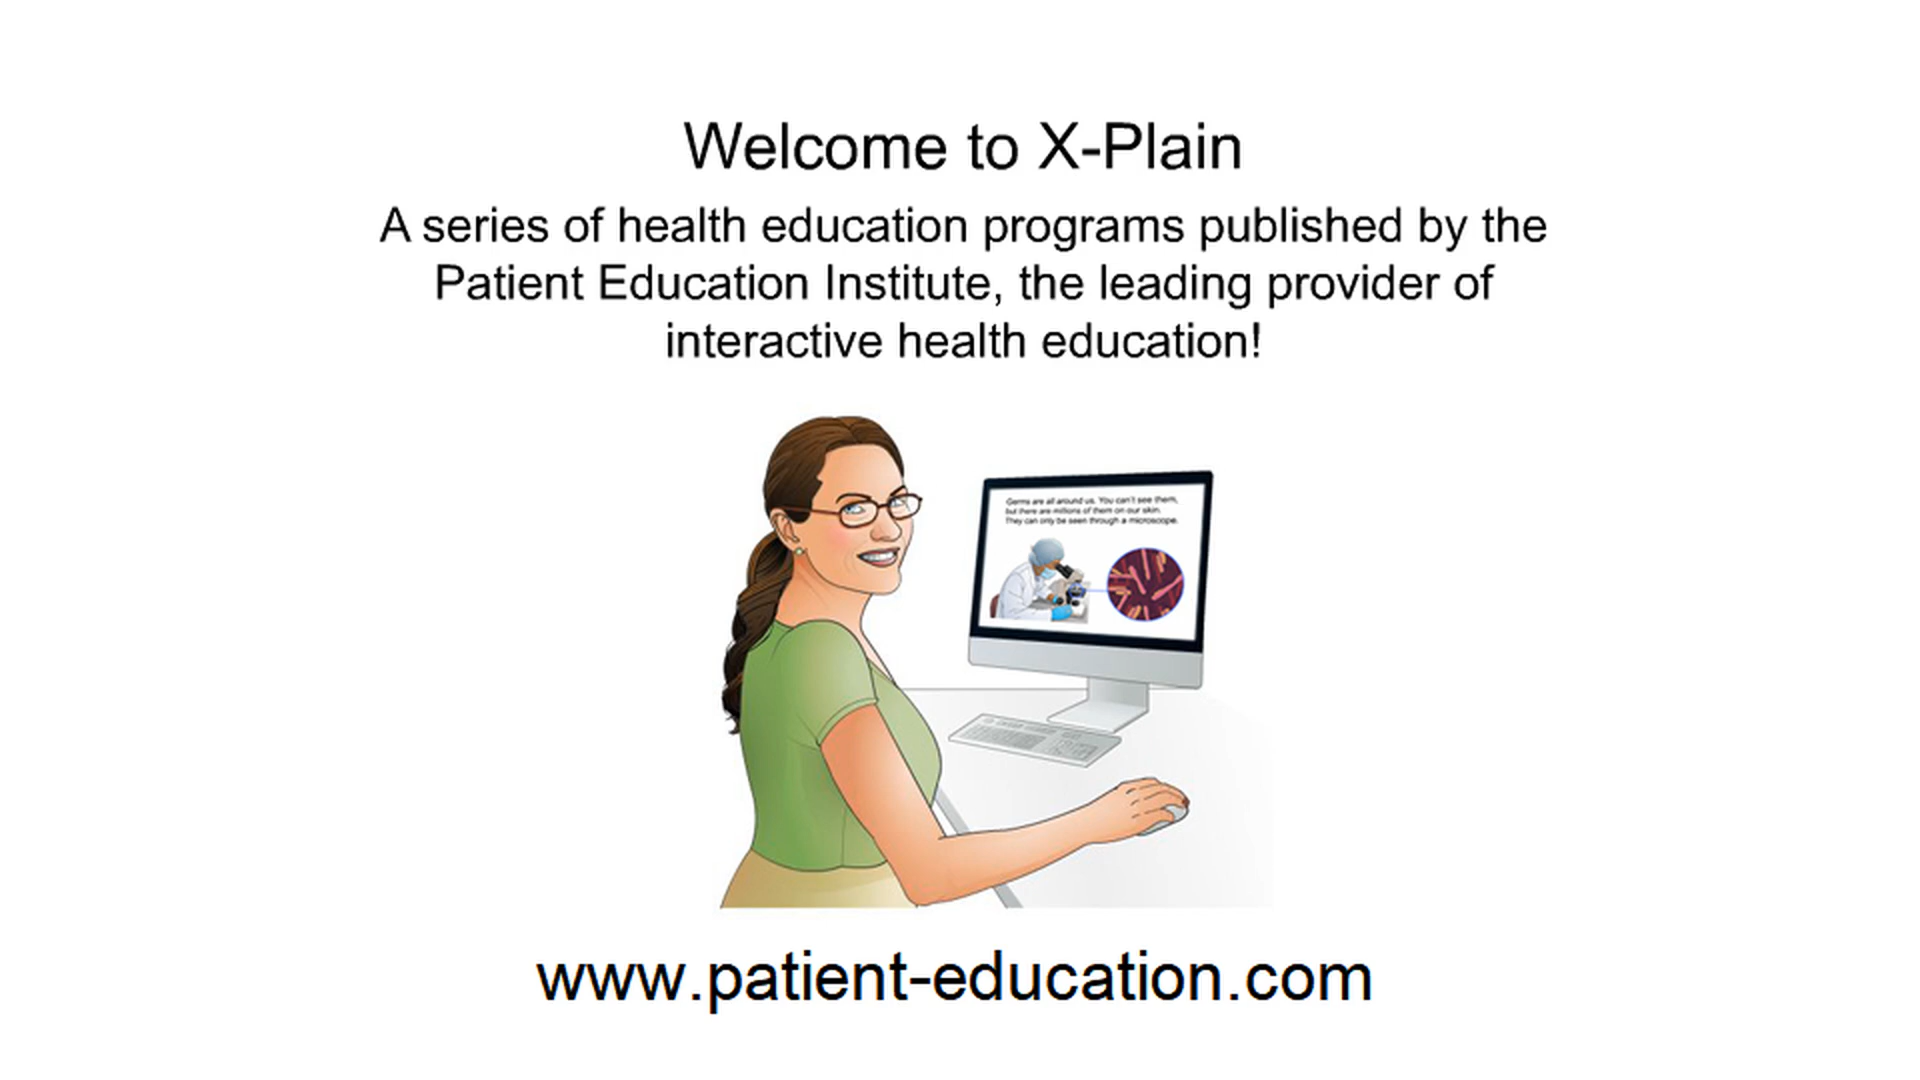 Welcome to X-Plain
A series of health education programs published by the
Patient Education Institute, the leading provider of
interactive health education!
Germs are all around us. You can't see them,
but there are millions of them on our skin.
They can only be seen through a microscope.
www.patient-education.com